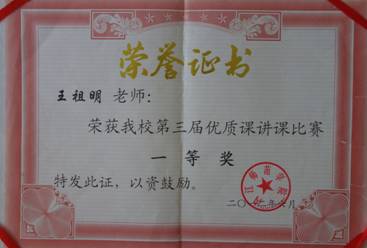 荣誉证书
王祖明 老师:
荣获我校第三届优质课讲课比赛
一等奖
特发此证,以资鼓励。